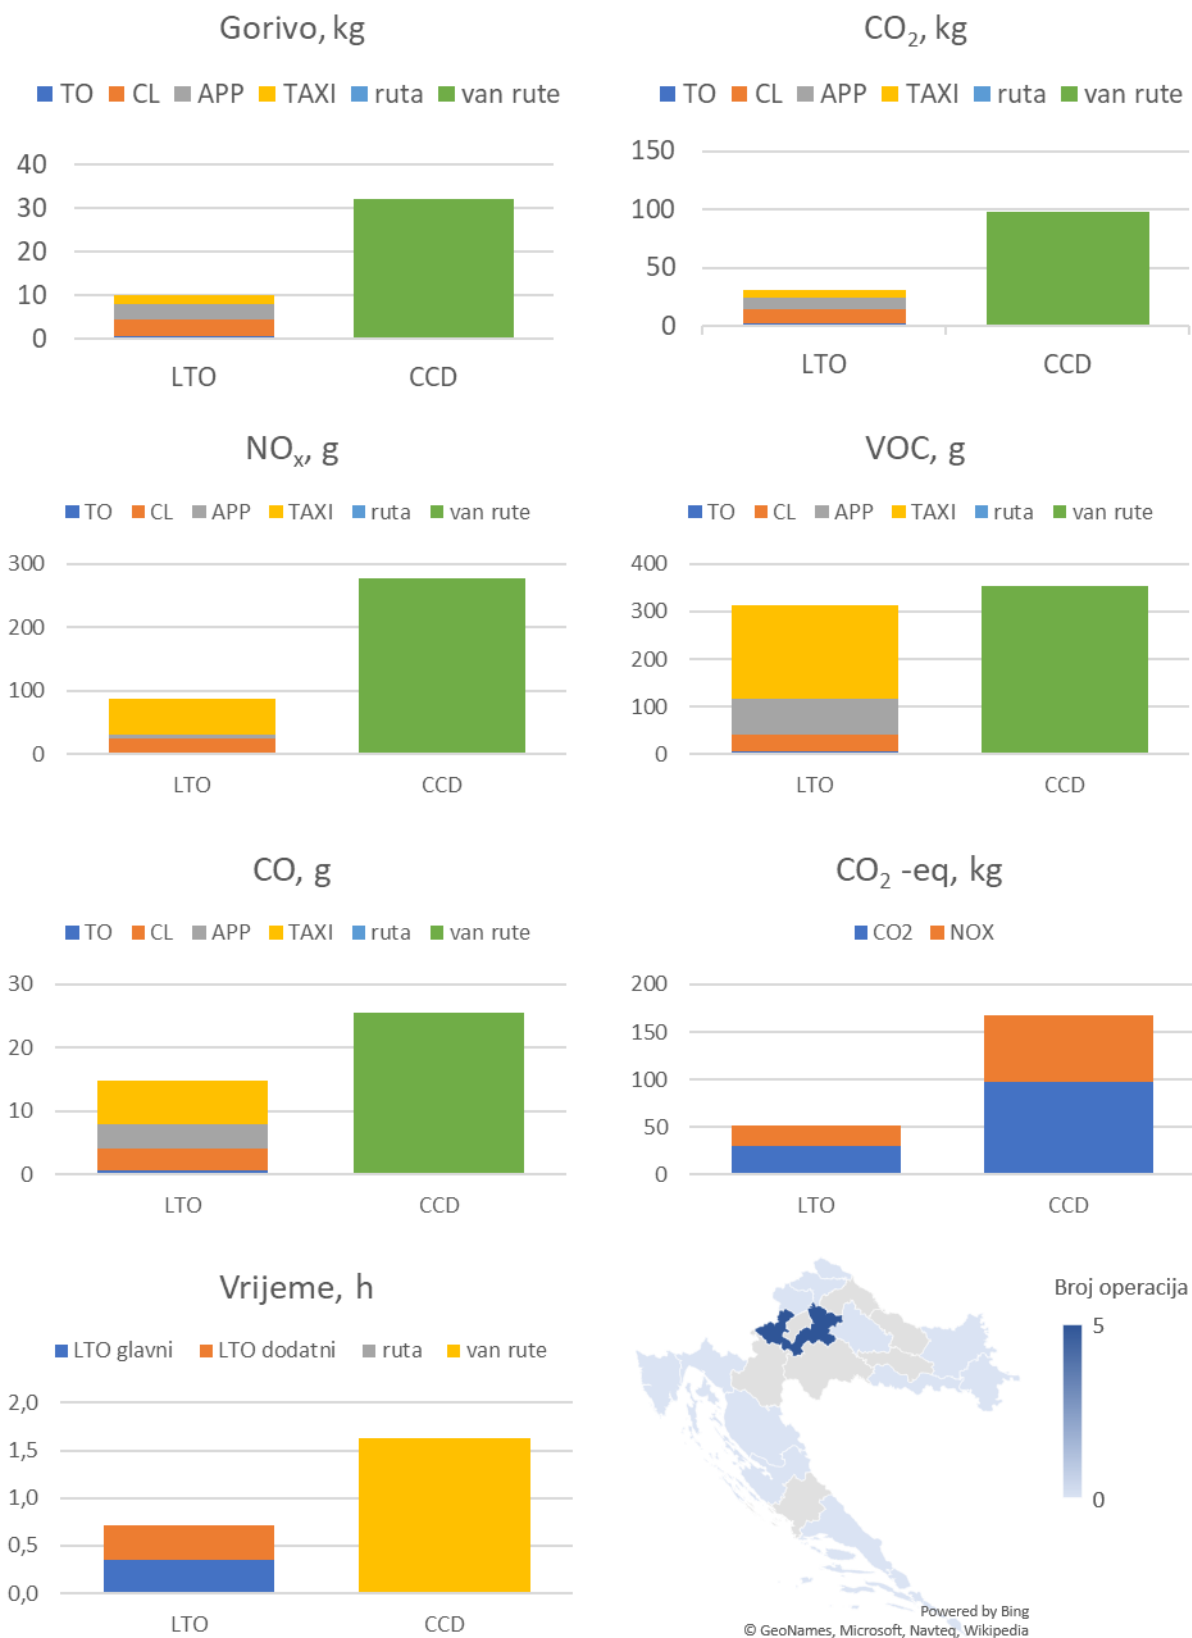 Gorivo, kg
TO CL APP TAXI ruta van rute
40
30
20
10
0
LTO CCD
CO₂, kg
TO CL APP TAXI ruta van rute
150
100
50
0
LTO CCD
NOₓ, g
TO CL APP TAXI ruta van rute
300
200
100
0
LTO CCD
VOC, g
TO CL APP TAXI ruta van rute
400
300
200
100
0
LTO CCD
CO, g
TO CL APP TAXI ruta van rute
30
20
10
0
LTO CCD
CO₂ -eq, kg
CO2 NOX
200
150
100
50
0
LTO CCD
Vrijeme, h
LTO glavni LTO dodatni ruta van rute
2,0
1,5
1,0
0,5
0,0
LTO CCD
Broj operacija
5
0
Powered by Bing
© GeoNames, Microsoft, Navteq, Wikipedia